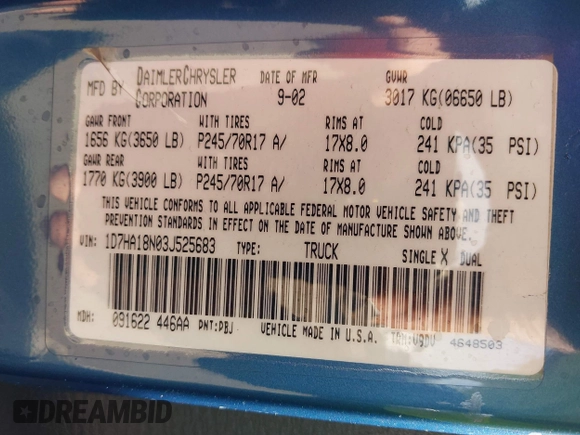 MFD BY DAIMLERCHRYSLER CORPORATION DATE OF MFR 9-02 GVWR 3017 KG(06650 LB)
GAWR FRONT WITH TIRES RIMS AT COLD
1656 KG(3650 LB) P245/70R17 A/ 17X8.0 241 KPA(35 PSI)
GAWR REAR WITH TIRES RIMS AT COLD
1770 KG(3900 LB) P245/70R17 A/ 17X8.0 241 KPA(35 PSI)
THIS VEHICLE CONFORMS TO ALL APPLICABLE FEDERAL MOTOR VEHICLE SAFETY AND THEFT
PREVENTION STANDARDS IN EFFECT ON THE DATE OF MANUFACTURE SHOWN ABOVE.
VIN: 1D7HA18N03J525683 TYPE: TRUCK SINGLE X DUAL
MDH: 091622 446AA PNT:PBJ VEHICLE MADE IN U.S.A. 4648503
DREAMBID